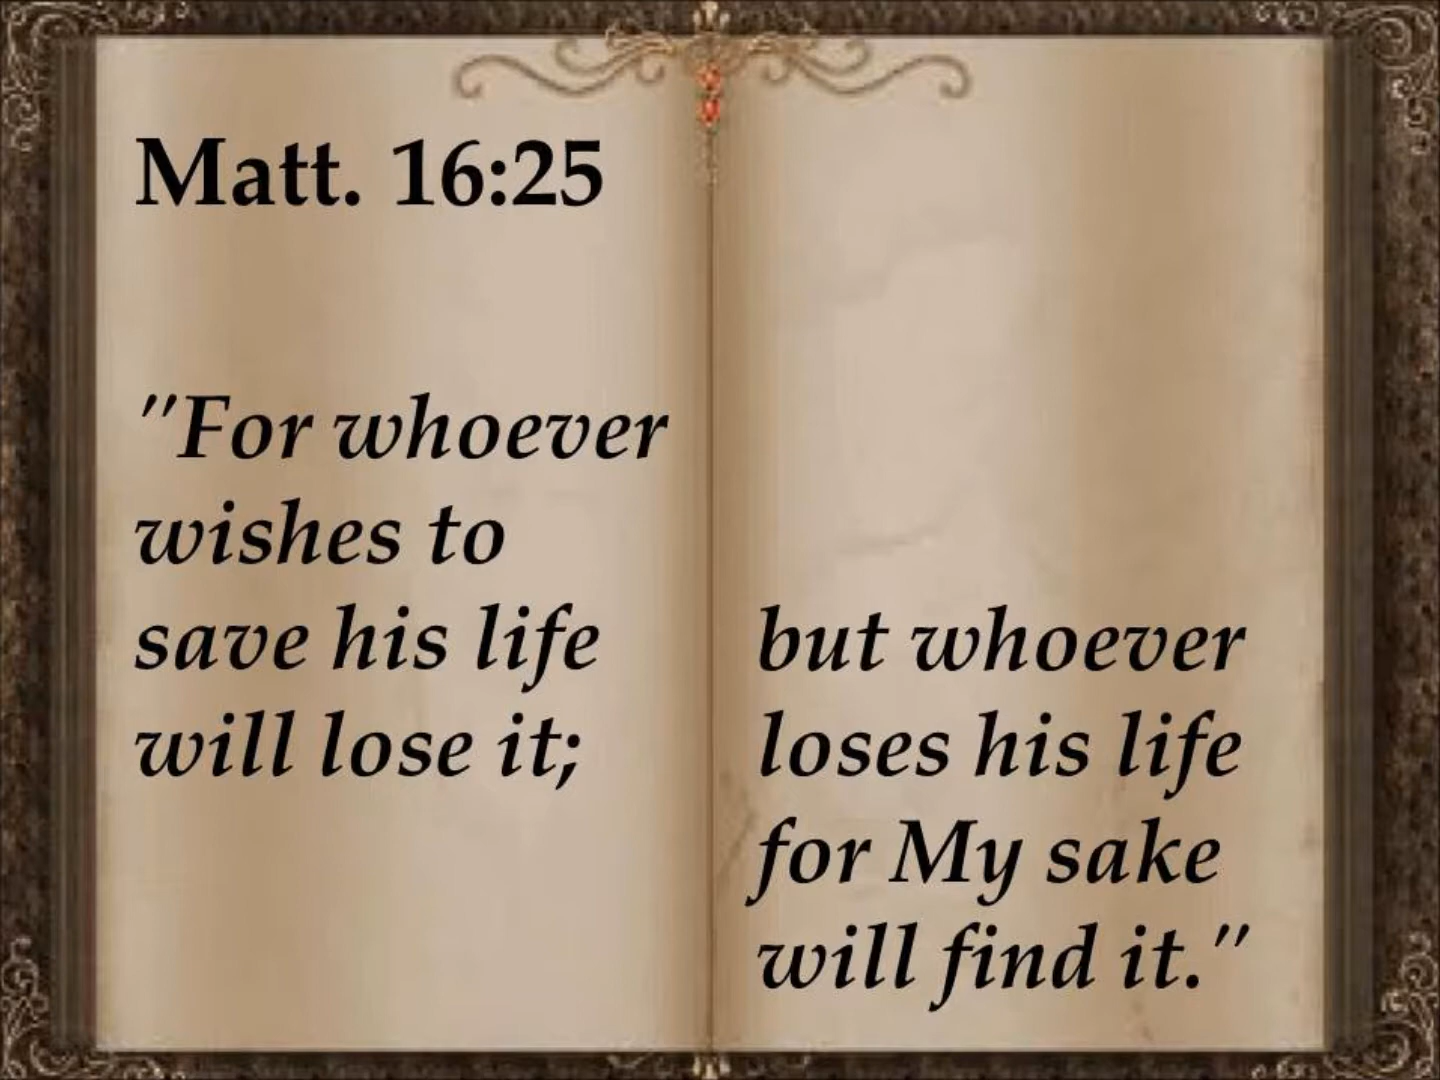 Matt. 16:25
"For whoever
wishes to
save his life
will lose it;
but whoever
loses his life
for My sake
will find it."